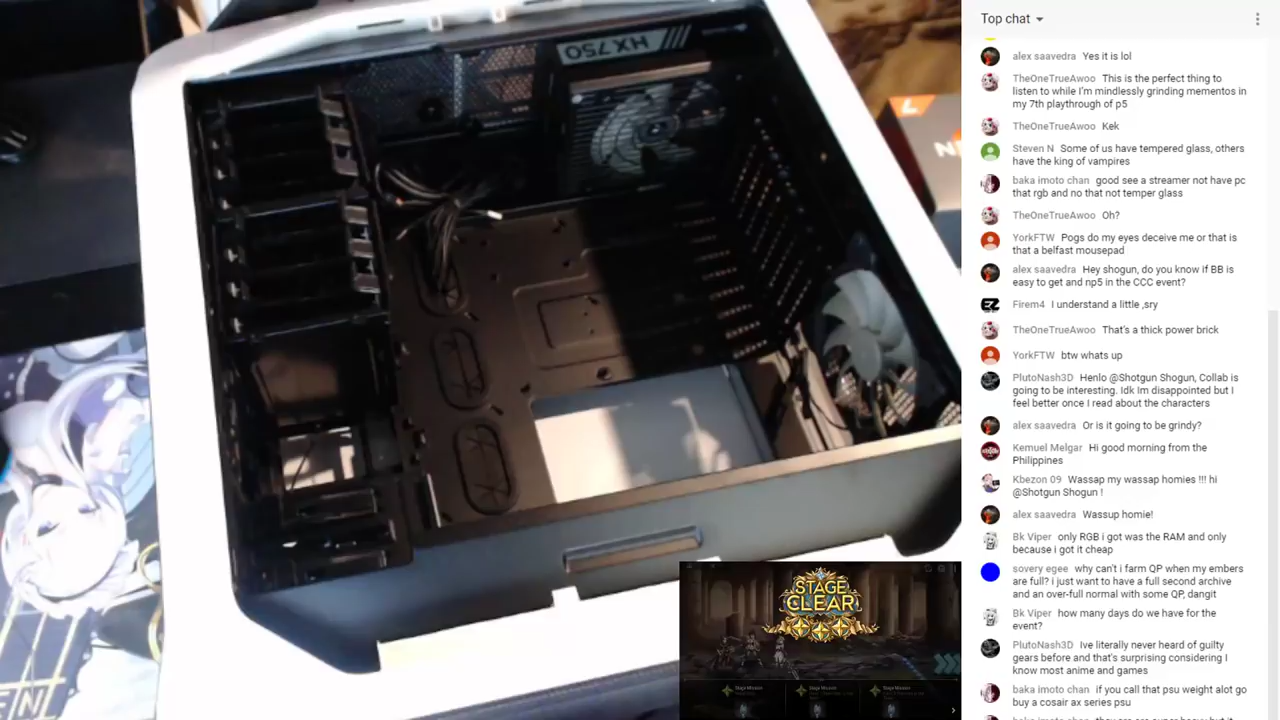 HX 750
L
STAGE
CLEAR
Stage Mission
Stage Mission
Stage Mission
Top chat
alex saavedra Yes it is lol
TheOneTrueAwoo This is the perfect thing to
listen to while I'm mindlessly grinding mementos in
my 7th playthrough of p5
TheOneTrueAwoo Kek
Steven N Some of us have tempered glass, others
have the king of vampires
baka imoto chan good see a streamer not have pc
that rgb and no that not temper glass
TheOneTrueAwoo Oh?
YorkFTW Pogs do my eyes deceive me or that is
that a belfast mousepad
alex saavedra Hey shogun, do you know if BB is
easy to get and np5 in the CCC event?
Firem4 I understand a little ,sry
TheOneTrueAwoo That's a thick power brick
YorkFTW btw whats up
PlutoNash3D Henlo @Shotgun Shogun, Collab is
going to be interesting. Idk Im disappointed but I
feel better once I read about the characters
alex saavedra Or is it going to be grindy?
Kemuel Melgar Hi good morning from the
Philippines
Kbezon 09 Wassap my wassap homies !!! hi
@Shotgun Shogun !
alex saavedra Wassup homie!
Bk Viper only RGB i got was the RAM and only
because i got it cheap
sovery egee why can't i farm QP when my embers
are full? i just want to have a full second archive
and an over-full normal with some QP, dangit
Bk Viper how many days do we have for the
event?
PlutoNash3D Ive literally never heard of guilty
gears before and that's surprising considering I
know most anime and games
baka imoto chan if you call that psu weight alot go
buy a cosair ax series psu